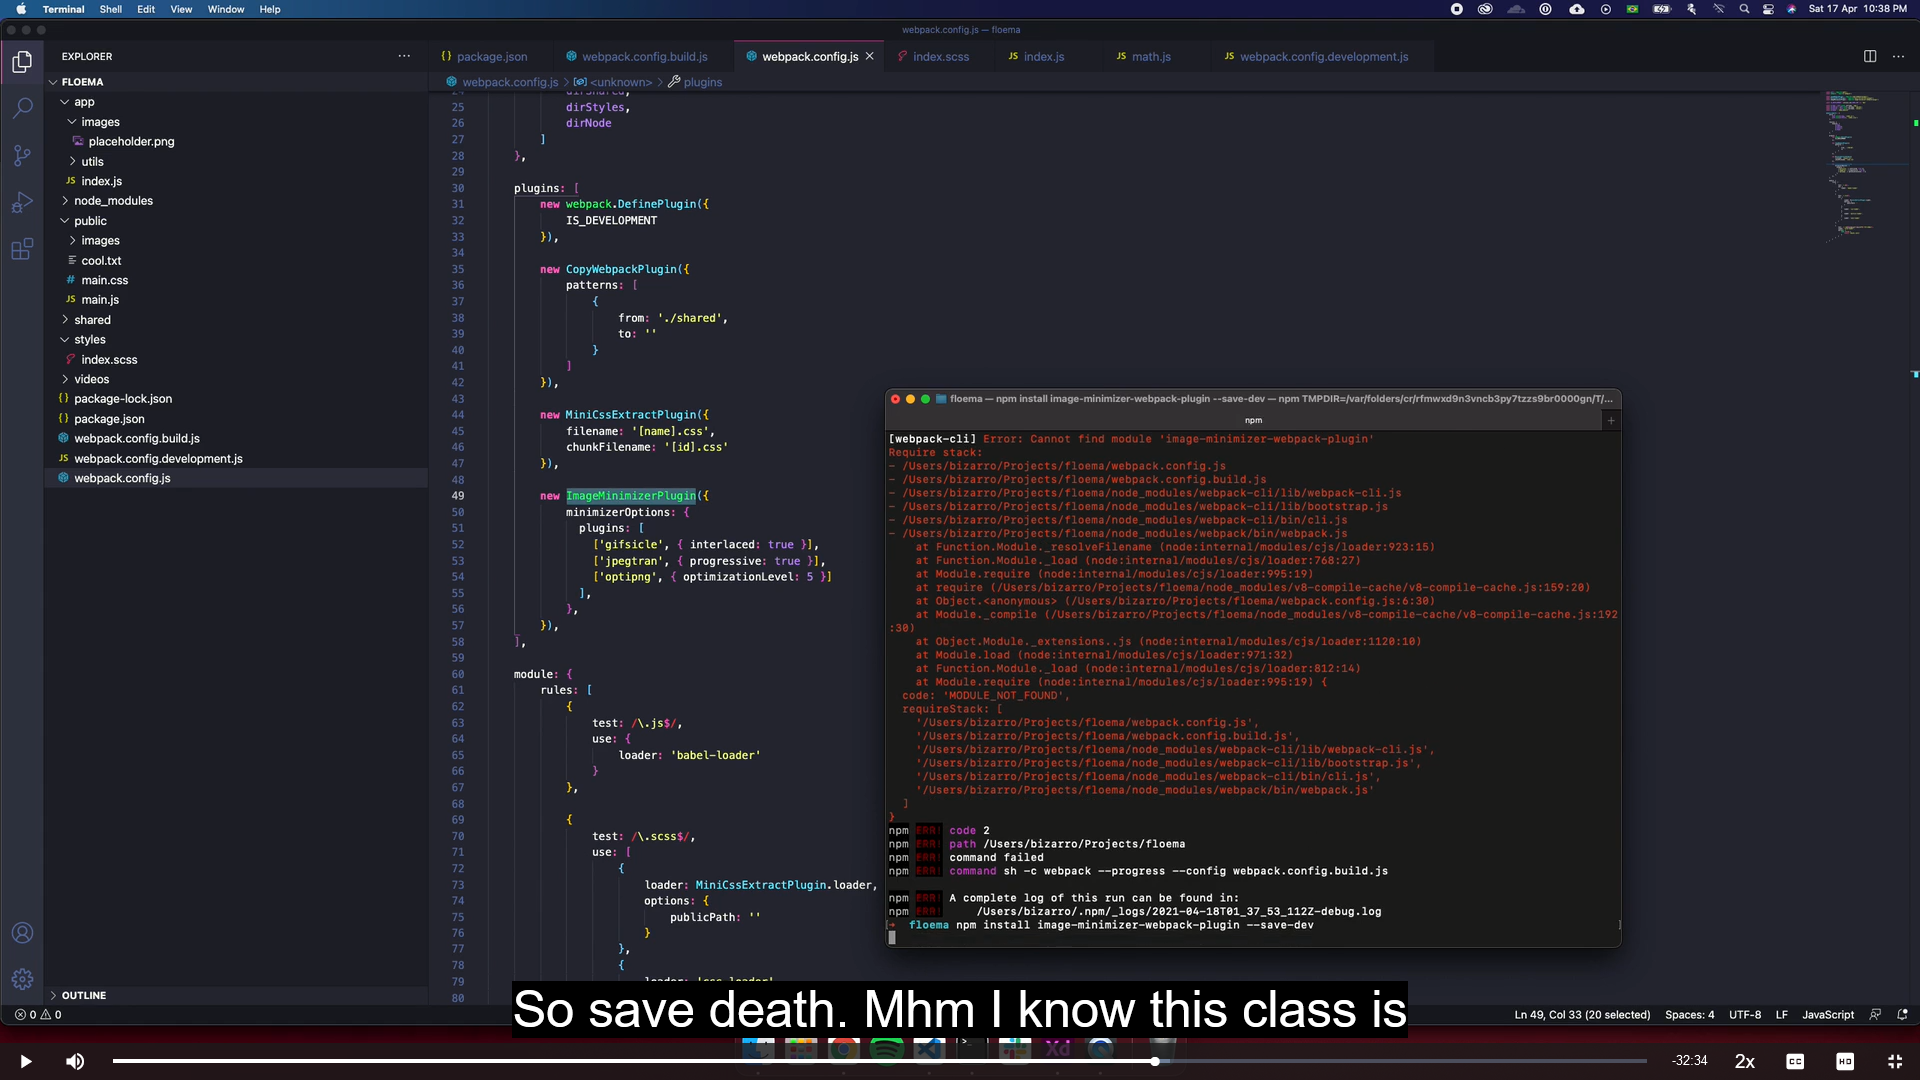 Terminal Shell Edit View Window Help Sat 17 Apr 10:38 PM
webpack.config.js — floema
EXPLORER
FLOEMA
app
images
placeholder.png
utils
index.js
node_modules
public
images
cool.txt
main.css
main.js
shared
styles
index.scss
videos
package-lock.json
package.json
webpack.config.build.js
webpack.config.development.js
webpack.config.js
OUTLINE
0 0
package.json webpack.config.build.js webpack.config.js index.scss index.js math.js webpack.config.development.js
webpack.config.js > <unknown> > plugins
24 dirShared,
25 dirStyles,
26 dirNode
27 ]
28 },
29
30 plugins: [
31 new webpack.DefinePlugin({
32 IS_DEVELOPMENT
33 }),
34
35 new CopyWebpackPlugin({
36 patterns: [
37 {
38 from: './shared',
39 to: ''
40 }
41 ]
42 }),
43
44 new MiniCssExtractPlugin({
45 filename: '[name].css',
46 chunkFilename: '[id].css'
47 }),
48
49 new ImageMinimizerPlugin({
50 minimizerOptions: {
51 plugins: [
52 ['gifsicle', { interlaced: true }],
53 ['jpegtran', { progressive: true }],
54 ['optipng', { optimizationLevel: 5 }]
55 ],
56 },
57 }),
58 ],
59
60 module: {
61 rules: [
62 {
63 test: /\.js$/,
64 use: {
65 loader: 'babel-loader'
66 }
67 },
68
69 {
70 test: /\.scss$/,
71 use: [
72 {
73 loader: MiniCssExtractPlugin.loader,
74 options: {
75 publicPath: ''
76 }
77 },
78 {
79 loader: 'css-loader'
80
floema — npm install image-minimizer-webpack-plugin --save-dev — npm TMPDIR=/var/folders/cr/rfmwxd9n3vncb3py7tzzs9br0000gn/T/...
npm
[webpack-cli] Error: Cannot find module 'image-minimizer-webpack-plugin'
Require stack:
- /Users/bizarro/Projects/floema/webpack.config.js
- /Users/bizarro/Projects/floema/webpack.config.build.js
- /Users/bizarro/Projects/floema/node_modules/webpack-cli/lib/webpack-cli.js
- /Users/bizarro/Projects/floema/node_modules/webpack-cli/lib/bootstrap.js
- /Users/bizarro/Projects/floema/node_modules/webpack-cli/bin/cli.js
- /Users/bizarro/Projects/floema/node_modules/webpack/bin/webpack.js
at Function.Module._resolveFilename (node:internal/modules/cjs/loader:923:15)
at Function.Module._load (node:internal/modules/cjs/loader:768:27)
at Module.require (node:internal/modules/cjs/loader:995:19)
at require (/Users/bizarro/Projects/floema/node_modules/v8-compile-cache/v8-compile-cache.js:159:20)
at Object.<anonymous> (/Users/bizarro/Projects/floema/webpack.config.js:6:30)
at Module._compile (/Users/bizarro/Projects/floema/node_modules/v8-compile-cache/v8-compile-cache.js:192
:30)
at Object.Module._extensions..js (node:internal/modules/cjs/loader:1120:10)
at Module.load (node:internal/modules/cjs/loader:971:32)
at Function.Module._load (node:internal/modules/cjs/loader:812:14)
at Module.require (node:internal/modules/cjs/loader:995:19) {
code: 'MODULE_NOT_FOUND',
requireStack: [
'/Users/bizarro/Projects/floema/webpack.config.js',
'/Users/bizarro/Projects/floema/webpack.config.build.js',
'/Users/bizarro/Projects/floema/node_modules/webpack-cli/lib/webpack-cli.js',
'/Users/bizarro/Projects/floema/node_modules/webpack-cli/lib/bootstrap.js',
'/Users/bizarro/Projects/floema/node_modules/webpack-cli/bin/cli.js',
'/Users/bizarro/Projects/floema/node_modules/webpack/bin/webpack.js'
]
}
npm ERR! code 2
npm ERR! path /Users/bizarro/Projects/floema
npm ERR! command failed
npm ERR! command sh -c webpack --progress --config webpack.config.build.js
npm ERR! A complete log of this run can be found in:
npm ERR! /Users/bizarro/.npm/_logs/2021-04-18T01_37_53_112Z-debug.log
floema npm install image-minimizer-webpack-plugin --save-dev
So save death. Mhm I know this class is
Ln 49, Col 33 (20 selected) Spaces: 4 UTF-8 LF JavaScript
-32:34 2x CC HD